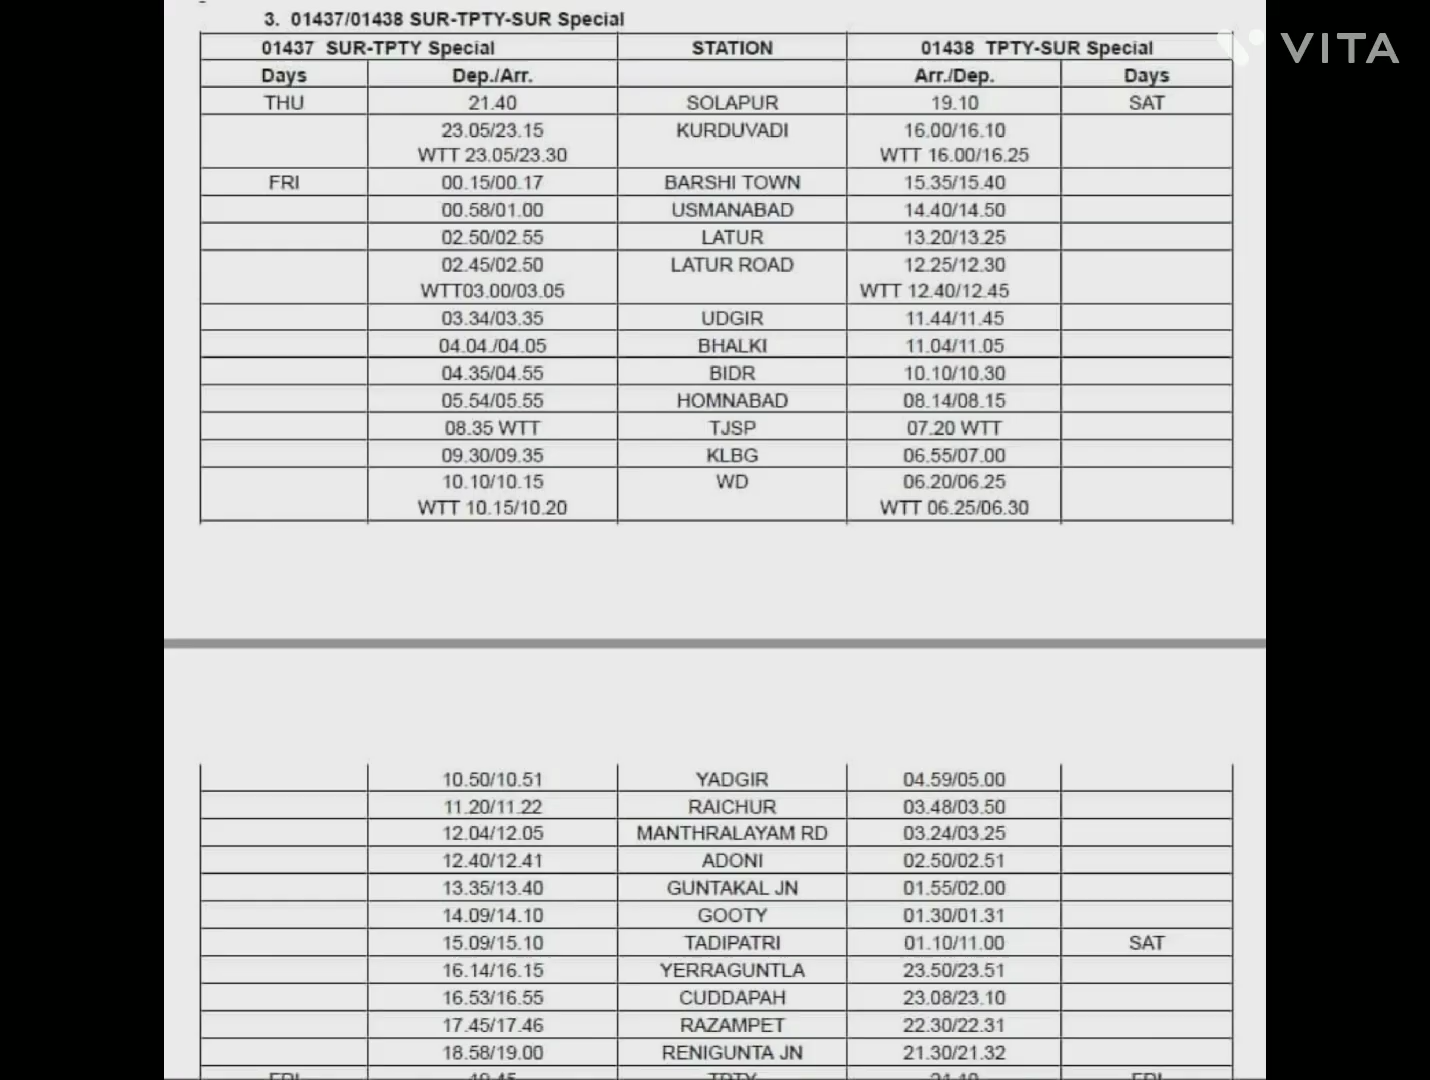 3. 01437/01438 SUR-TPTY-SUR Special
VITA
01437 SUR-TPTY Special STATION 01438 TPTY-SUR Special
Days Dep./Arr. Arr./Dep. Days
THU 21.40 SOLAPUR 19.10 SAT
23.05/23.15 KURDUVADI 16.00/16.10
WTT 23.05/23.30 WTT 16.00/16.25
FRI 00.15/00.17 BARSHI TOWN 15.35/15.40
00.58/01.00 USMANABAD 14.40/14.50
02.50/02.55 LATUR 13.20/13.25
02.45/02.50 LATUR ROAD 12.25/12.30
WTT03.00/03.05 WTT 12.40/12.45
03.34/03.35 UDGIR 11.44/11.45
04.04./04.05 BHALKI 11.04/11.05
04.35/04.55 BIDR 10.10/10.30
05.54/05.55 HOMNABAD 08.14/08.15
08.35 WTT TJSP 07.20 WTT
09.30/09.35 KLBG 06.55/07.00
10.10/10.15 WD 06.20/06.25
WTT 10.15/10.20 WTT 06.25/06.30
10.50/10.51 YADGIR 04.59/05.00
11.20/11.22 RAICHUR 03.48/03.50
12.04/12.05 MANTHRALAYAM RD 03.24/03.25
12.40/12.41 ADONI 02.50/02.51
13.35/13.40 GUNTAKAL JN 01.55/02.00
14.09/14.10 GOOTY 01.30/01.31
15.09/15.10 TADIPATRI 01.10/11.00 SAT
16.14/16.15 YERRAGUNTLA 23.50/23.51
16.53/16.55 CUDDAPAH 23.08/23.10
17.45/17.46 RAZAMPET 22.30/22.31
18.58/19.00 RENIGUNTA JN 21.30/21.32
FRI TPTY FRI